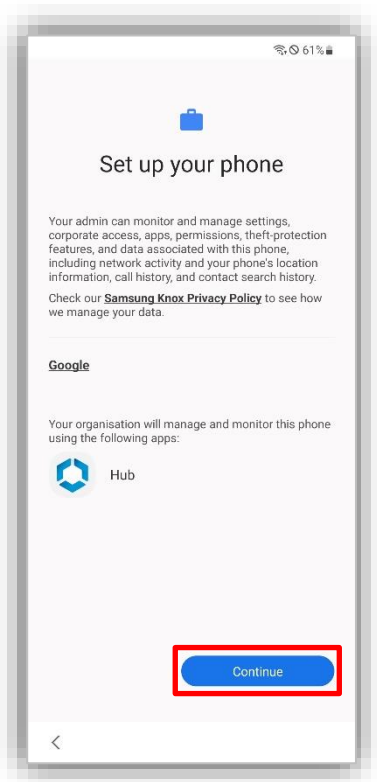 61%
Set up your phone
Your admin can monitor and manage settings,
corporate access, apps, permissions, theft-protection
features, and data associated with this phone,
including network activity and your phone's location
information, call history, and contact search history.
Check our Samsung Knox Privacy Policy to see how
we manage your data.
Google
Your organisation will manage and monitor this phone
using the following apps:
Hub
Continue